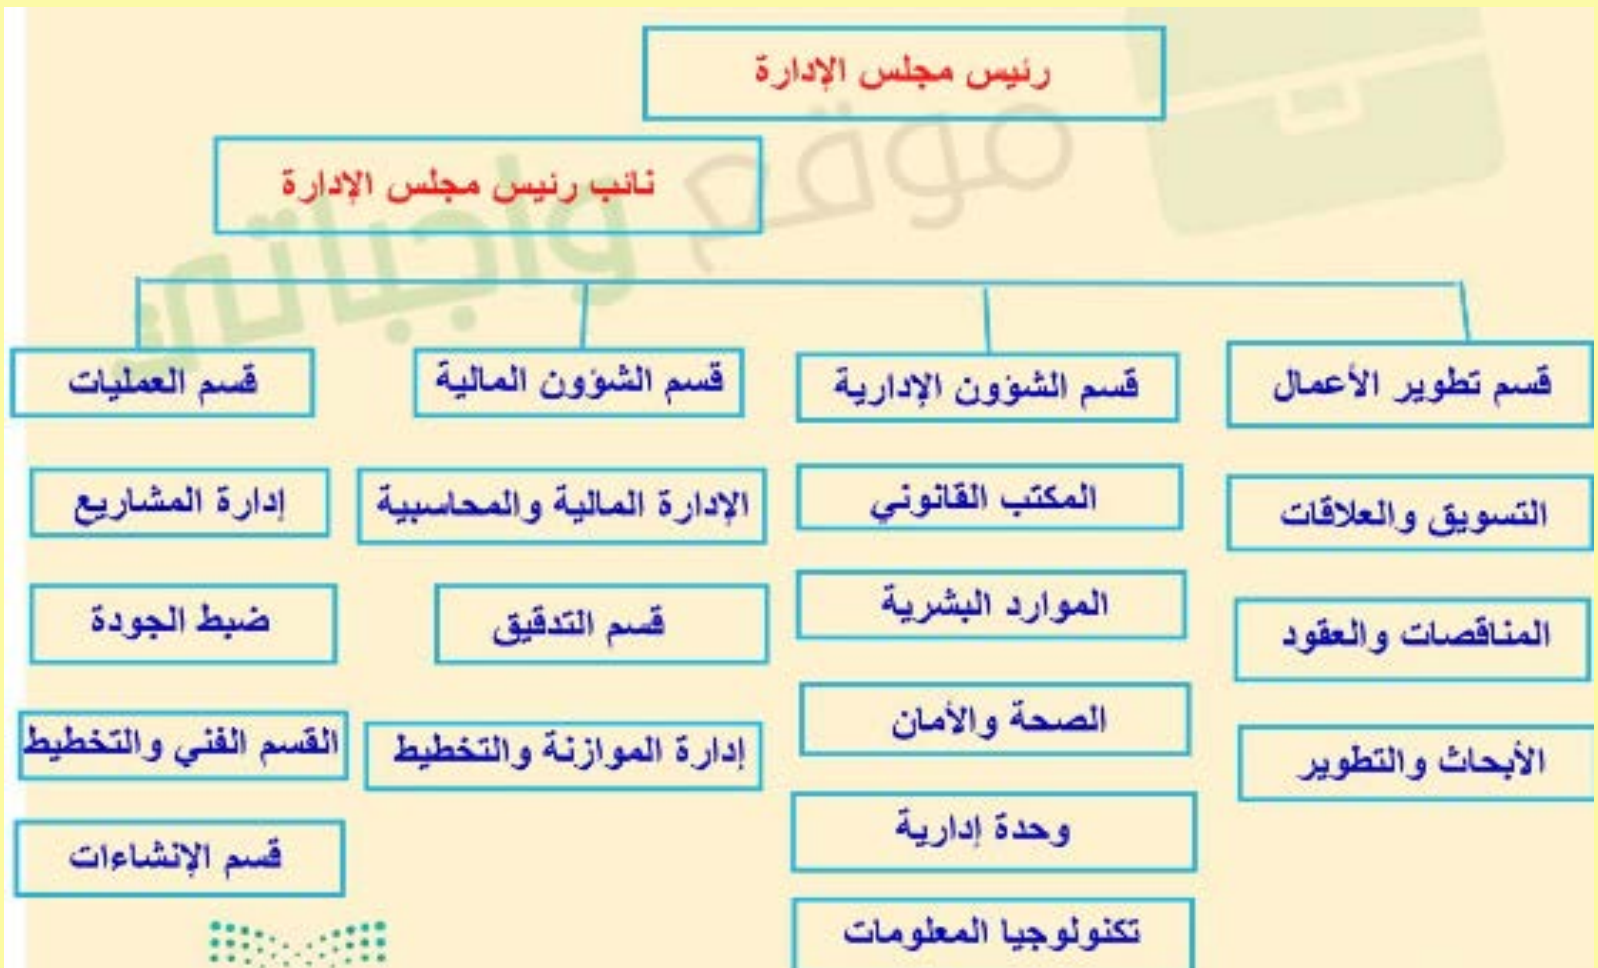 رئيس مجلس الإدارة
نائب رئيس مجلس الإدارة
موقع واجباتي
قسم تطوير الأعمال
قسم الشؤون الإدارية
قسم الشؤون المالية
قسم العمليات
التسويق والعلاقات
المكتب القانوني
الإدارة المالية والمحاسبية
إدارة المشاريع
المناقصات والعقود
الموارد البشرية
قسم التدقيق
ضبط الجودة
الأبحاث والتطوير
الصحة والأمان
إدارة الموازنة والتخطيط
القسم الفني والتخطيط
وحدة إدارية
قسم الإنشاءات
تكنولوجيا المعلومات